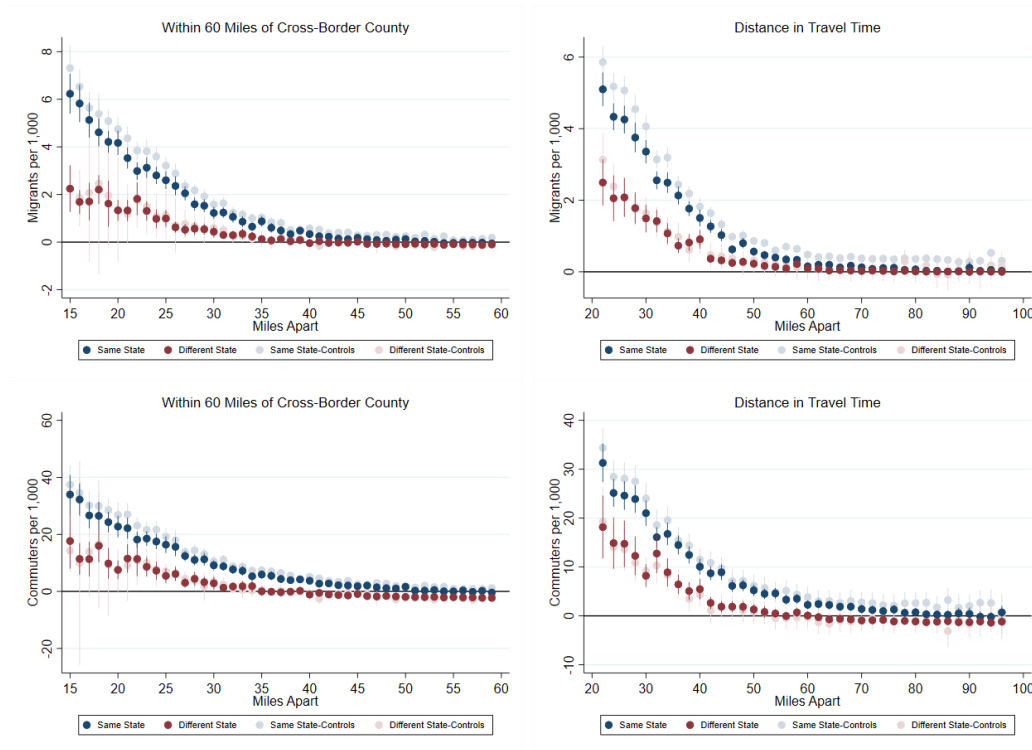 Within 60 Miles of Cross-Border County
Migrants per 1,000
8
6
4
2
0
-2
15 20 25 30 35 40 45 50 55 60
Miles Apart
Same State Different State Same State-Controls Different State-Controls
Distance in Travel Time
Migrants per 1,000
6
4
2
0
20 30 40 50 60 70 80 90 100
Miles Apart
Same State Different State Same State-Controls Different State-Controls
Within 60 Miles of Cross-Border County
Commuters per 1,000
60
40
20
0
-20
15 20 25 30 35 40 45 50 55 60
Miles Apart
Same State Different State Same State-Controls Different State-Controls
Distance in Travel Time
Commuters per 1,000
40
30
20
10
0
-10
20 30 40 50 60 70 80 90 100
Miles Apart
Same State Different State Same State-Controls Different State-Controls